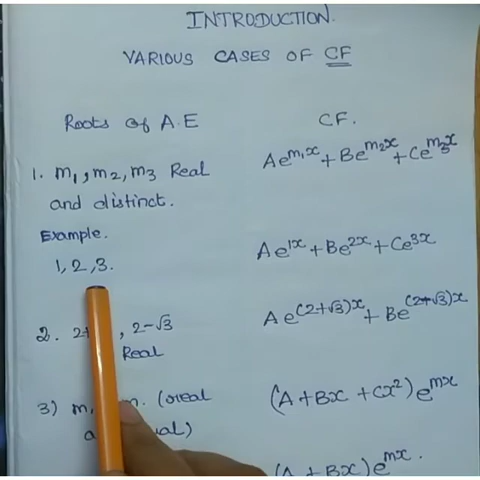 INTRODUCTION.
VARIOUS CASES OF CF
Roots of A.E CF.
1. m₁, m₂, m₃ Real Ae^{m₁x} + Be^{m₂x} + Ce^{m₃x}
and distinct.
Example.
1, 2, 3. Ae^{1x} + Be^{2x} + Ce^{3x}
2. 2+ , 2-√3 Ae^{(2+√3)x} + Be^{(2-√3)x}
Real
3) m, m. (real (A + Bx + Cx²) e^{mx}
(A + Bx) e^{mx}.